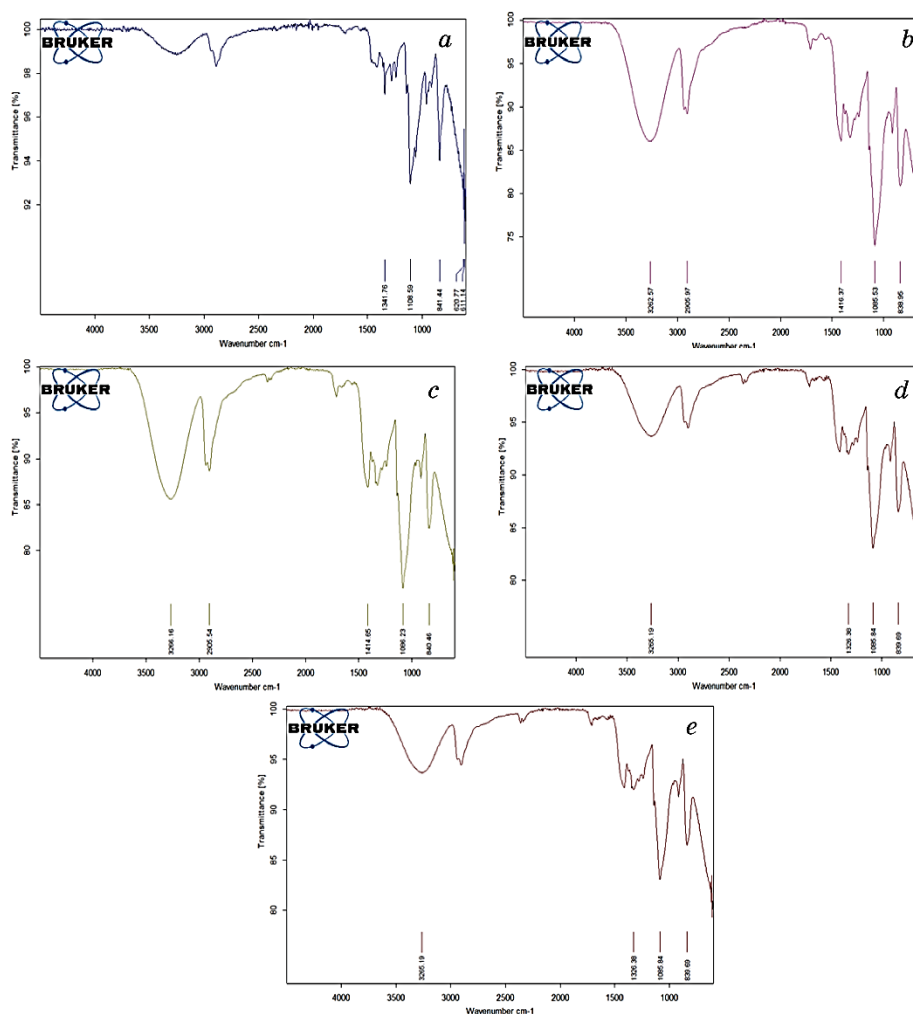 a
BRUKER
Transmittance [%]
100
98
96
94
92
1341.76
1108.59
841.44
620.77
611.14
4000 3500 3000 2500 2000 1500 1000
Wavenumber cm-1
b
BRUKER
Transmittance [%]
100
95
90
85
80
75
3262.57
2905.97
1416.37
1085.53
838.95
4000 3500 3000 2500 2000 1500 1000
Wavenumber cm-1
c
BRUKER
Transmittance [%]
100
95
90
85
80
3266.16
2905.54
1414.65
1086.23
840.46
4000 3500 3000 2500 2000 1500 1000
Wavenumber cm-1
d
BRUKER
Transmittance [%]
100
95
90
85
80
3265.19
1326.38
1085.84
839.69
4000 3500 3000 2500 2000 1500 1000
Wavenumber cm-1
e
BRUKER
Transmittance [%]
100
95
90
85
80
3265.19
1326.38
1085.84
839.69
4000 3500 3000 2500 2000 1500 1000
Wavenumber cm-1